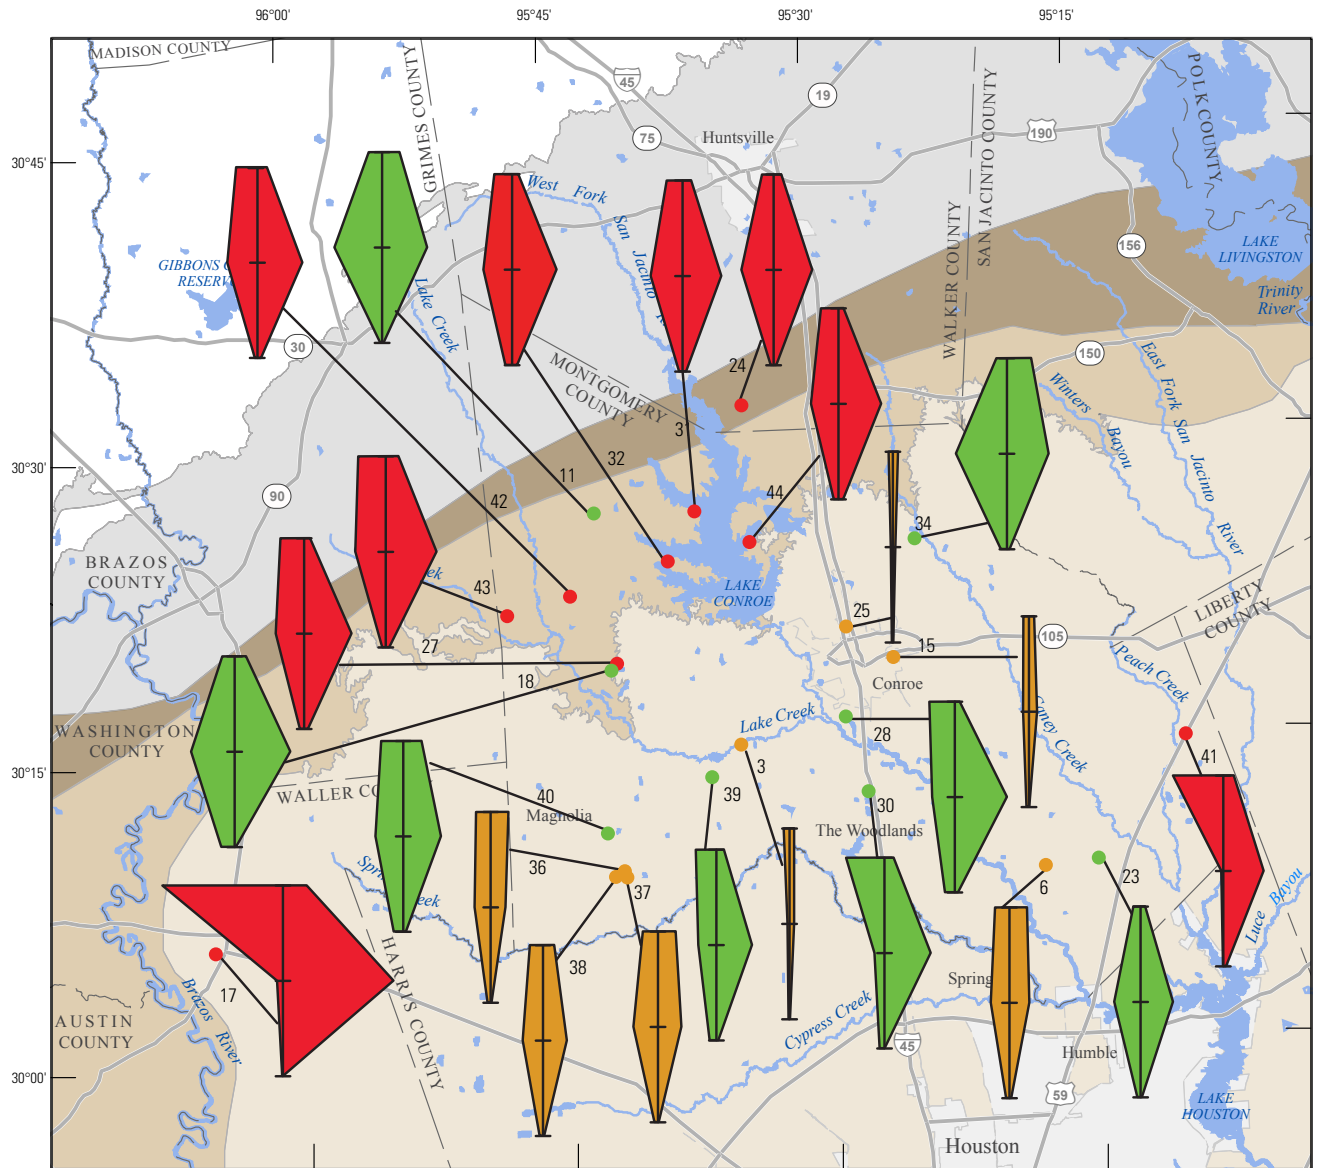 96°00'
95°45'
95°30'
95°15'
MADISON COUNTY
GRIMES COUNTY
45
19
75
Huntsville
190
POLK COUNTY
SAN JACINTO COUNTY
WALKER COUNTY
30°45'
West Fork San Jacinto
156
LAKE
LIVINGSTON
Trinity
River
GIBBONS
RESERV
Lake Creek
30
MONTGOMERY
COUNTY
24
150
East Fork San Jacinto River
Winters Bayou
30°30'
90
32
11
42
44
34
BRAZOS
COUNTY
ek
43
LAKE
CONROE
25
15
105
LIBERTY
COUNTY
27
18
Conroe
Peach Creek
WASHINGTON
COUNTY
Lake Creek
28
Caney Creek
41
30°15'
WALLER CO
40
Magnolia
39
3
30
The Woodlands
36
37
6
23
Spr
eek
38
Luce Bayou
17
Brazos River
HARRIS COUNTY
Spring
Cypress Creek
AUSTIN
COUNTY
45
Humble
30°00'
59
LAKE
HOUSTON
Houston